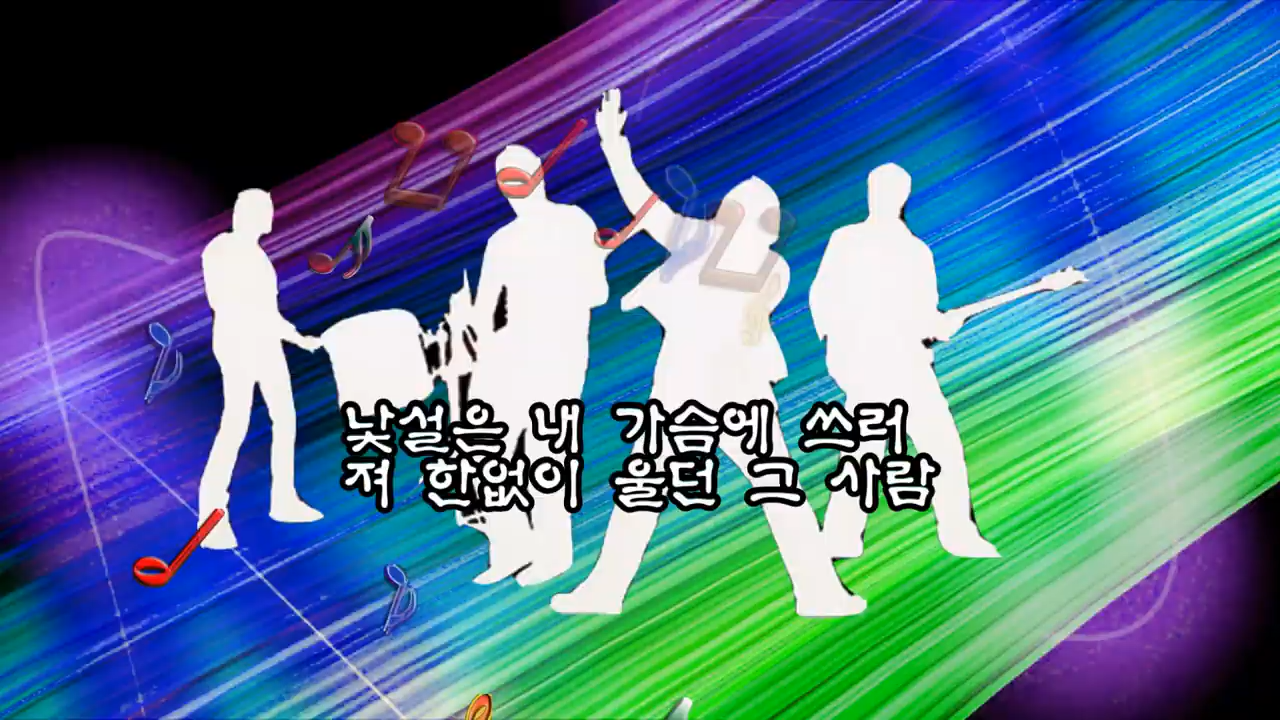 낯설은 내 가슴에 쓰러
져 한없이 울던 그 사람